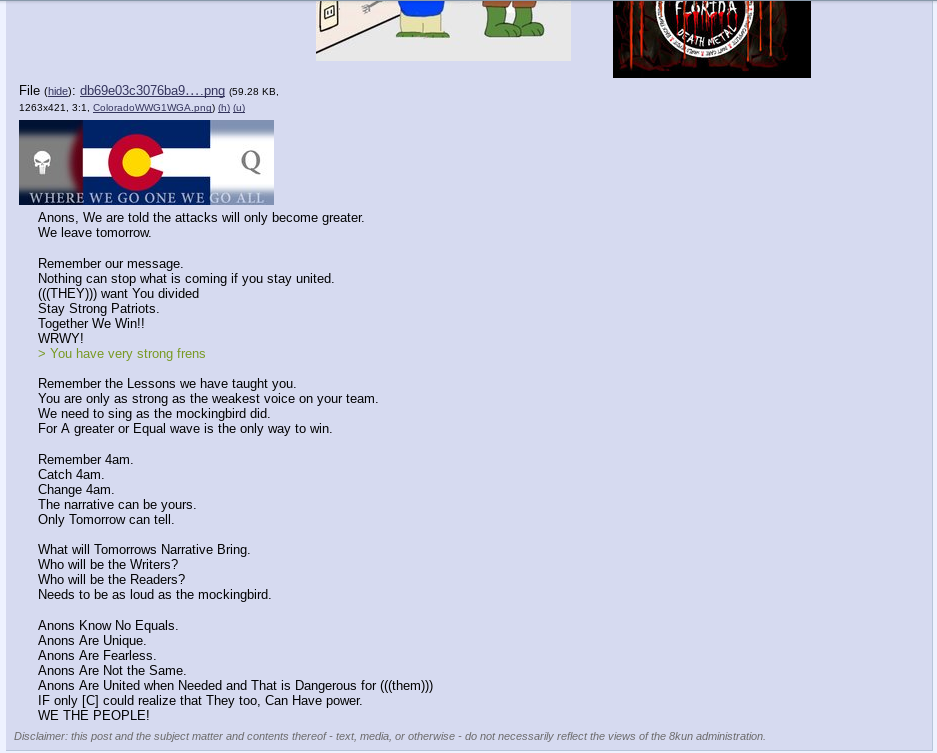 FLORIDA
DEATH METAL
File (hide): db69e03c3076ba9….png (59.28 KB,
1263x421, 3:1, ColoradoWWG1WGA.png) (h) (u)
Q
WHERE WE GO ONE WE GO ALL
Anons, We are told the attacks will only become greater.
We leave tomorrow.
Remember our message.
Nothing can stop what is coming if you stay united.
(((THEY))) want You divided
Stay Strong Patriots.
Together We Win!!
WRWY!
> You have very strong frens
Remember the Lessons we have taught you.
You are only as strong as the weakest voice on your team.
We need to sing as the mockingbird did.
For A greater or Equal wave is the only way to win.
Remember 4am.
Catch 4am.
Change 4am.
The narrative can be yours.
Only Tomorrow can tell.
What will Tomorrows Narrative Bring.
Who will be the Writers?
Who will be the Readers?
Needs to be as loud as the mockingbird.
Anons Know No Equals.
Anons Are Unique.
Anons Are Fearless.
Anons Are Not the Same.
Anons Are United when Needed and That is Dangerous for (((them)))
IF only [C] could realize that They too, Can Have power.
WE THE PEOPLE!
Disclaimer: this post and the subject matter and contents thereof - text, media, or otherwise - do not necessarily reflect the views of the 8kun administration.